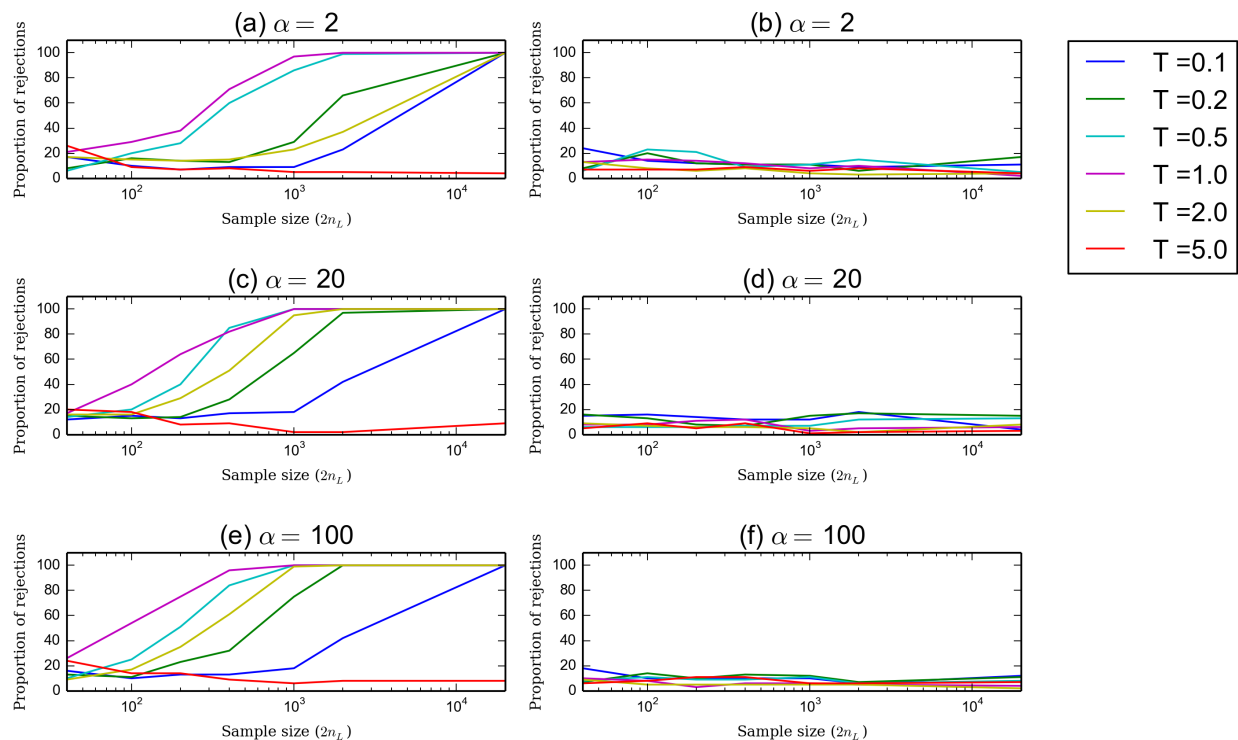 (a) α = 2
Proportion of rejections
100
80
60
40
20
0
10²
10³
10⁴
Sample size (2n_L)
(b) α = 2
Proportion of rejections
100
80
60
40
20
0
10²
10³
10⁴
Sample size (2n_L)
T =0.1
T =0.2
T =0.5
T =1.0
T =2.0
T =5.0
(c) α = 20
Proportion of rejections
100
80
60
40
20
0
10²
10³
10⁴
Sample size (2n_L)
(d) α = 20
Proportion of rejections
100
80
60
40
20
0
10²
10³
10⁴
Sample size (2n_L)
(e) α = 100
Proportion of rejections
100
80
60
40
20
0
10²
10³
10⁴
Sample size (2n_L)
(f) α = 100
Proportion of rejections
100
80
60
40
20
0
10²
10³
10⁴
Sample size (2n_L)